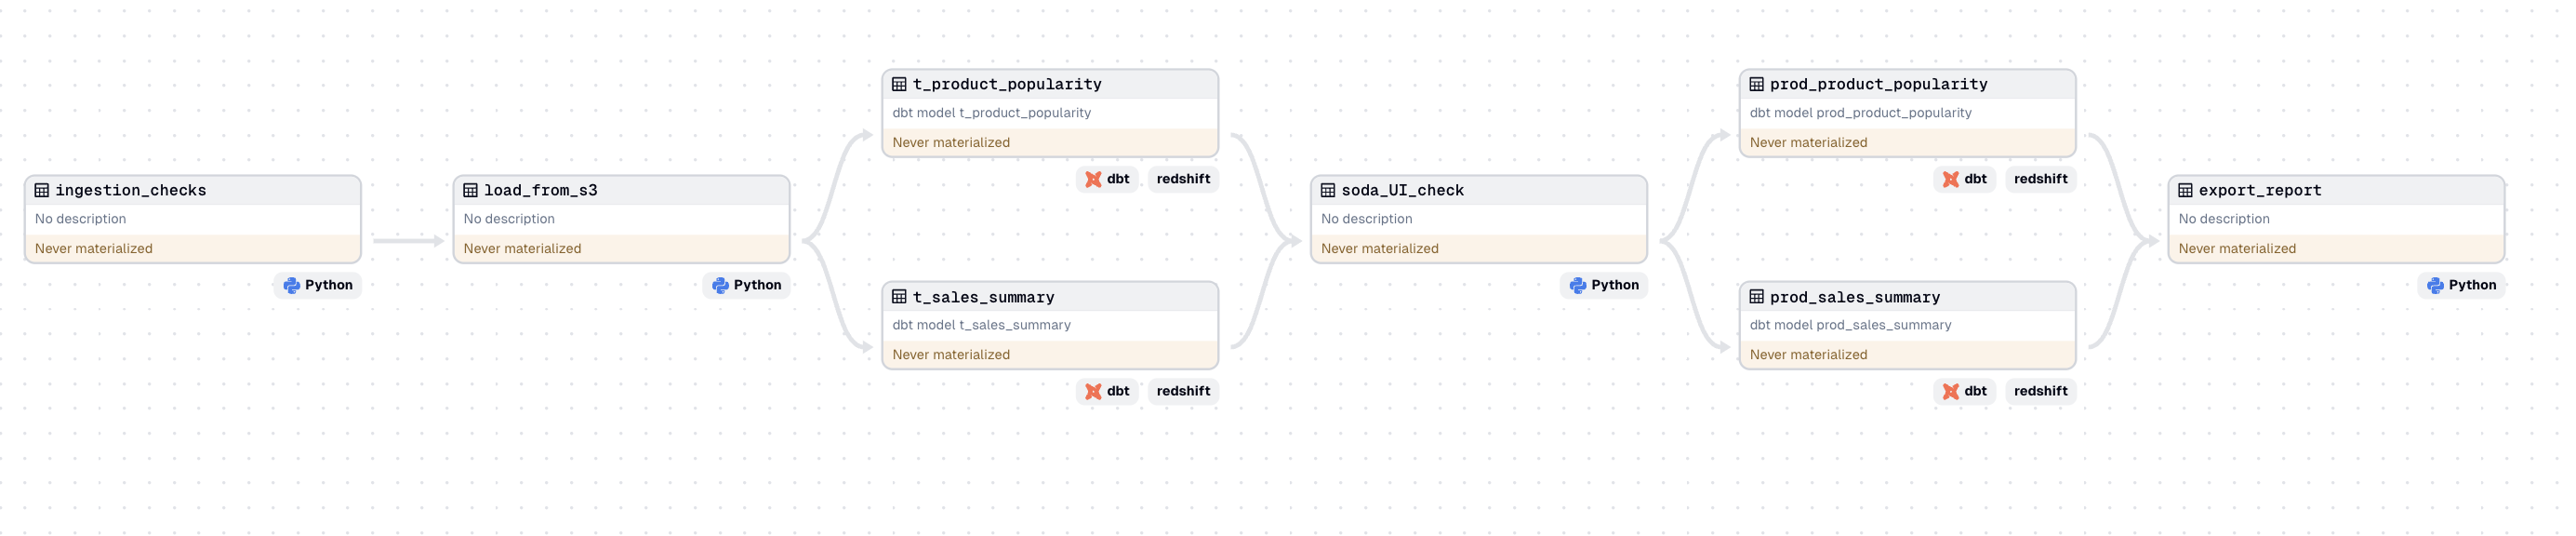 ingestion_checks
No description
Never materialized
Python
load_from_s3
No description
Never materialized
Python
t_product_popularity
dbt model t_product_popularity
Never materialized
dbt redshift
t_sales_summary
dbt model t_sales_summary
Never materialized
dbt redshift
soda_UI_check
No description
Never materialized
Python
prod_product_popularity
dbt model prod_product_popularity
Never materialized
dbt redshift
prod_sales_summary
dbt model prod_sales_summary
Never materialized
dbt redshift
export_report
No description
Never materialized
Python